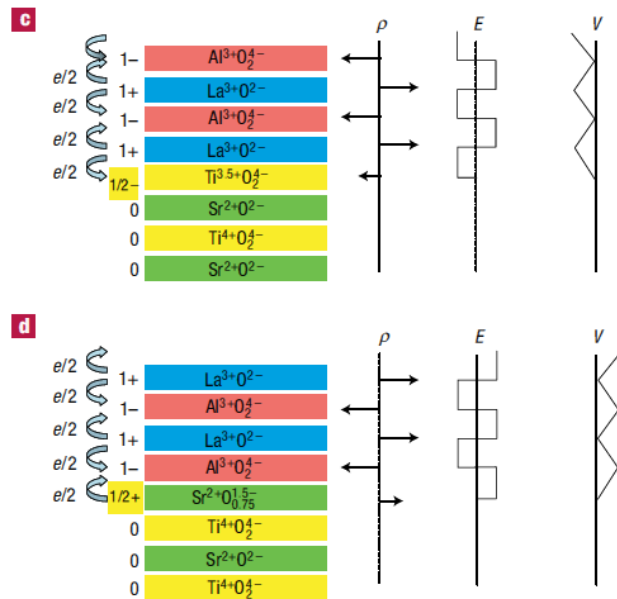 c
ρ E V
1– Al³⁺O₂⁴⁻
e/2
1+ La³⁺O²⁻
e/2
1– Al³⁺O₂⁴⁻
e/2
1+ La³⁺O²⁻
e/2
1/2– Ti³·⁵⁺O₂⁴⁻
0 Sr²⁺O²⁻
0 Ti⁴⁺O₂⁴⁻
0 Sr²⁺O²⁻
d
ρ E V
e/2
1+ La³⁺O²⁻
e/2
1– Al³⁺O₂⁴⁻
e/2
1+ La³⁺O²⁻
e/2
1– Al³⁺O₂⁴⁻
e/2
1/2+ Sr²⁺O₀.₇₅¹·⁵⁻
0 Ti⁴⁺O₂⁴⁻
0 Sr²⁺O²⁻
0 Ti⁴⁺O₂⁴⁻